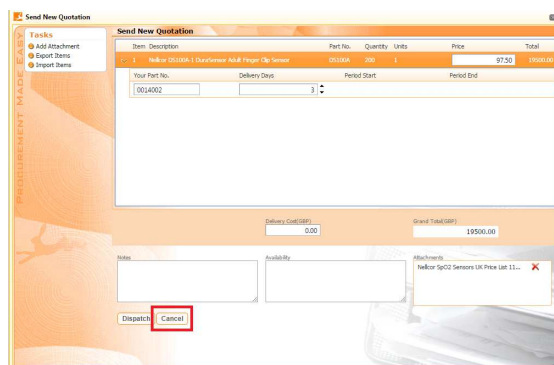 Send New Quotation
Tasks
Add Attachment
Export Items
Import Items
PROCUREMENT MADE EASY
Send New Quotation
Item Description Part No. Quantity Units Price Total
1 Nellcor DS100A-1 DuraSensor Adult Finger Clip Sensor DS100A 200 1 97.50 19500.00
Your Part No. Delivery Days Period Start Period End
0014002 3
Delivery Cost(GBP) Grand Total(GBP)
0.00 19500.00
Notes Availability Attachments
Nellcor SpO2 Sensors UK Price List 11...
Dispatch Cancel